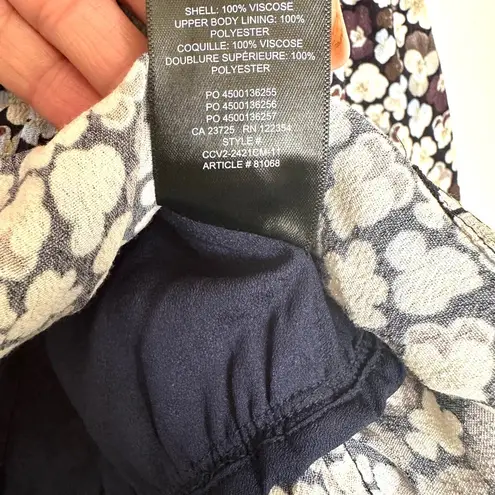 SHELL: 100% VISCOSE
UPPER BODY LINING: 100%
POLYESTER
COQUILLE: 100% VISCOSE
DOUBLURE SUPÉRIEURE: 100%
POLYESTER
PO 4500136255
PO 4500136256
PO 4500136257
CA 23725 RN 122354
STYLE #
CCV2-2421CM-11
ARTICLE # 81068